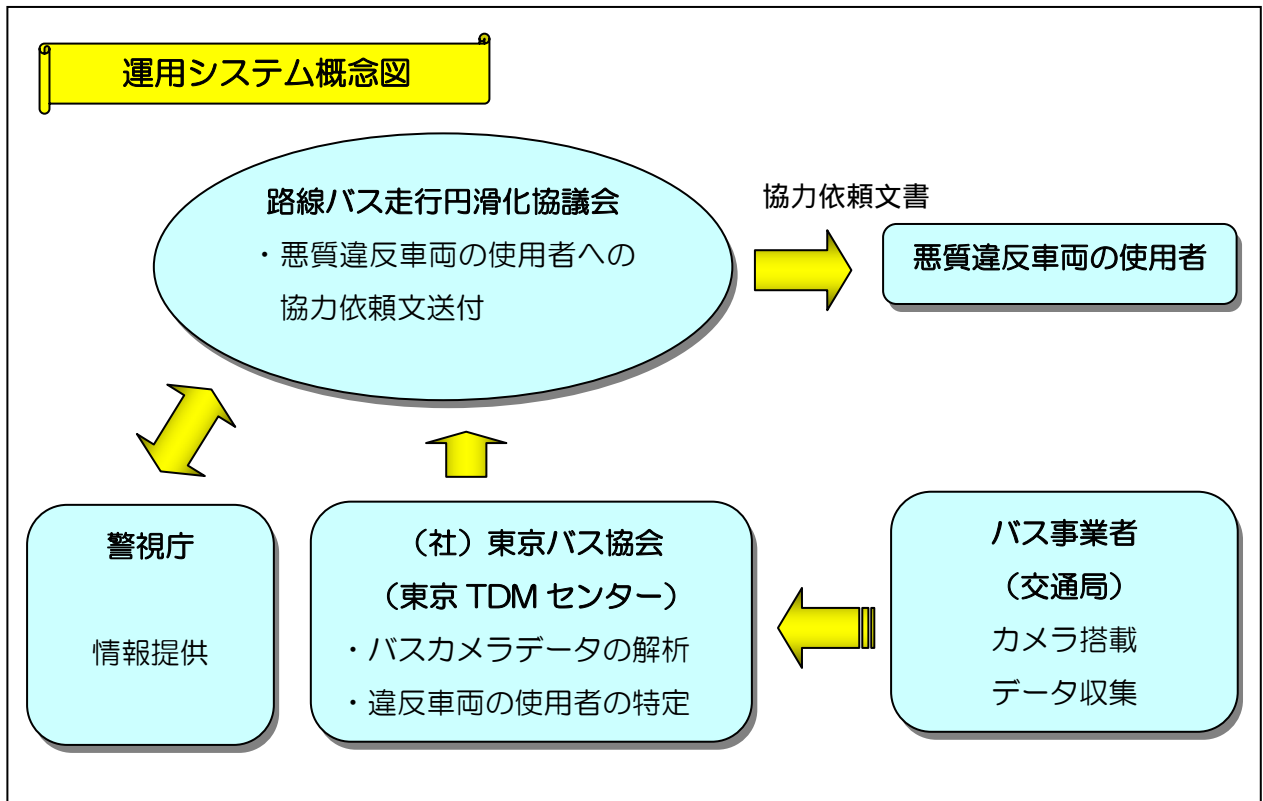 運用システム概念図
路線バス走行円滑化協議会
・悪質違反車両の使用者への
協力依頼文送付
協力依頼文書
悪質違反車両の使用者
警視庁
情報提供
（社）東京バス協会
（東京 TDM センター）
・バスカメラデータの解析
・違反車両の使用者の特定
バス事業者
（交通局）
カメラ搭載
データ収集